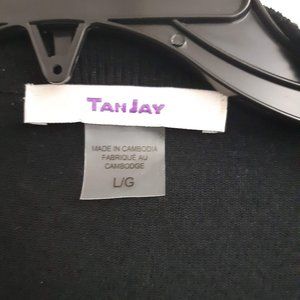 TANJAY
MADE IN CAMBODIA
FABRIQUÉ AU
CAMBODGE
L/G